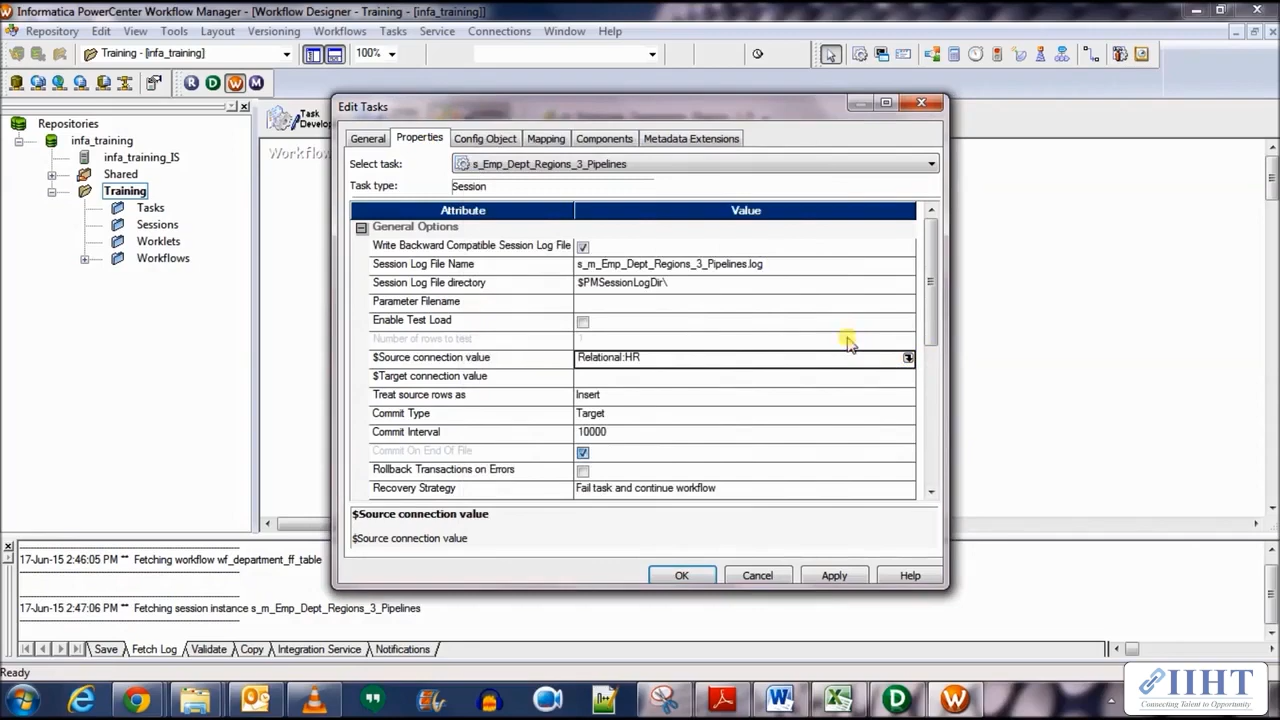 Informatica PowerCenter Workflow Manager - [Workflow Designer - Training - [infa_training]]
Repository Edit View Tools Layout Versioning Workflows Tasks Service Connections Window Help
Training - [infa_training] 100%
R D W M
Repositories
infa_training
infa_training_IS
Shared
Training
Tasks
Sessions
Worklets
Workflows
Task
Edit Tasks
General Properties Config Object Mapping Components Metadata Extensions
Select task: s_Emp_Dept_Regions_3_Pipelines
Task type: Session
Attribute Value
General Options
Write Backward Compatible Session Log File
Session Log File Name s_m_Emp_Dept_Regions_3_Pipelines.log
Session Log File directory $PMSessionLogDir\
Parameter Filename
Enable Test Load
Number of rows to test 1
$Source connection value Relational:HR
$Target connection value
Treat source rows as Insert
Commit Type Target
Commit Interval 10000
Commit On End Of File
Rollback Transactions on Errors
Recovery Strategy Fail task and continue workflow
$Source connection value
$Source connection value
OK Cancel Apply Help
17-Jun-15 2:46:05 PM ** Fetching workflow wf_department_ff_table
17-Jun-15 2:47:06 PM ** Fetching session instance s_m_Emp_Dept_Regions_3_Pipelines
Save Fetch Log Validate Copy Integration Service Notifications
Ready
IIHT
Connecting Talent to Opportunity